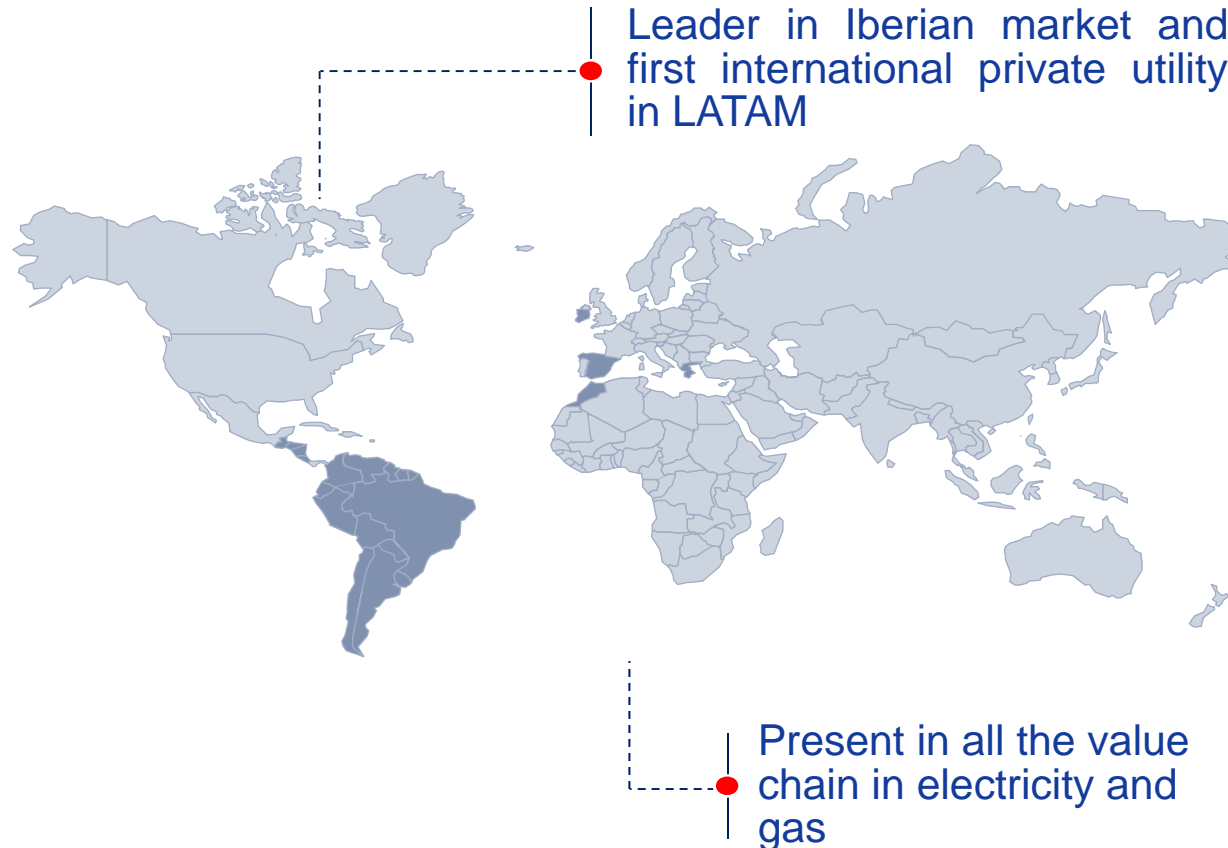 Leader in Iberian market and
first international private utility
in LATAM
Present in all the value
chain in electricity and
gas